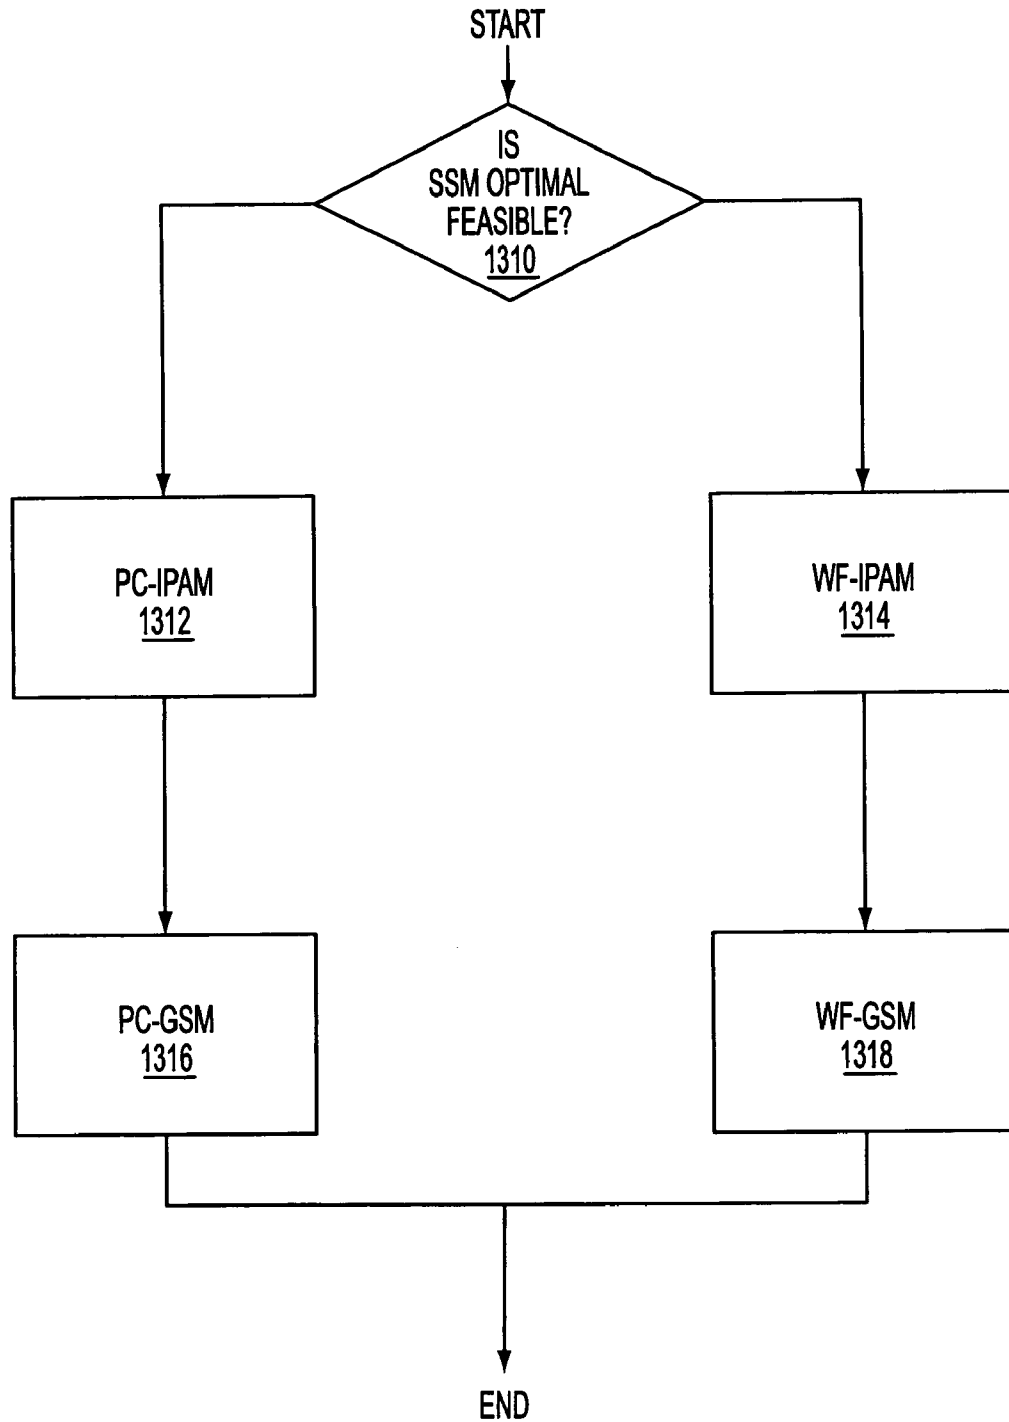 START
IS
SSM OPTIMAL
FEASIBLE?
1310
PC-IPAM
1312
WF-IPAM
1314
PC-GSM
1316
WF-GSM
1318
END